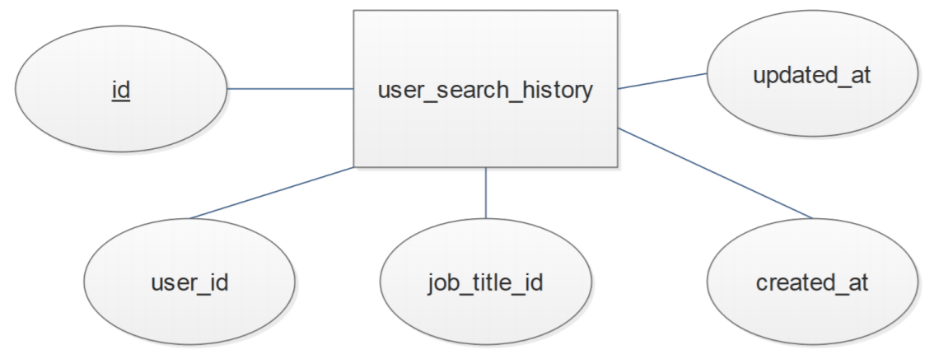 id
user_search_history
updated_at
user_id
job_title_id
created_at